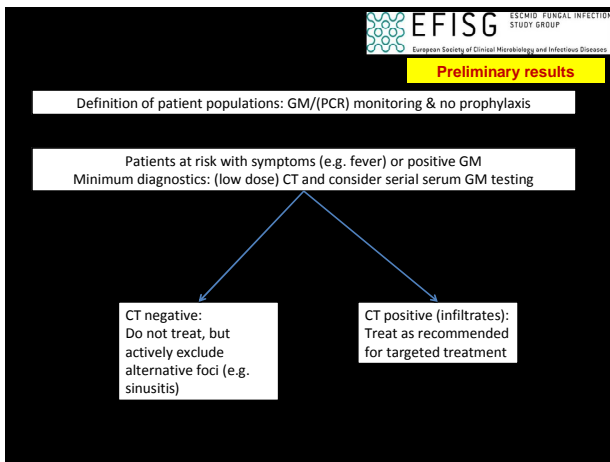 EFISG
ESCMID FUNGAL INFECTION
STUDY GROUP
European Society of Clinical Microbiology and Infectious Diseases
Preliminary results
Definition of patient populations: GM/(PCR) monitoring & no prophylaxis
Patients at risk with symptoms (e.g. fever) or positive GM
Minimum diagnostics: (low dose) CT and consider serial serum GM testing
CT negative:
Do not treat, but
actively exclude
alternative foci (e.g.
sinusitis)
CT positive (infiltrates):
Treat as recommended
for targeted treatment